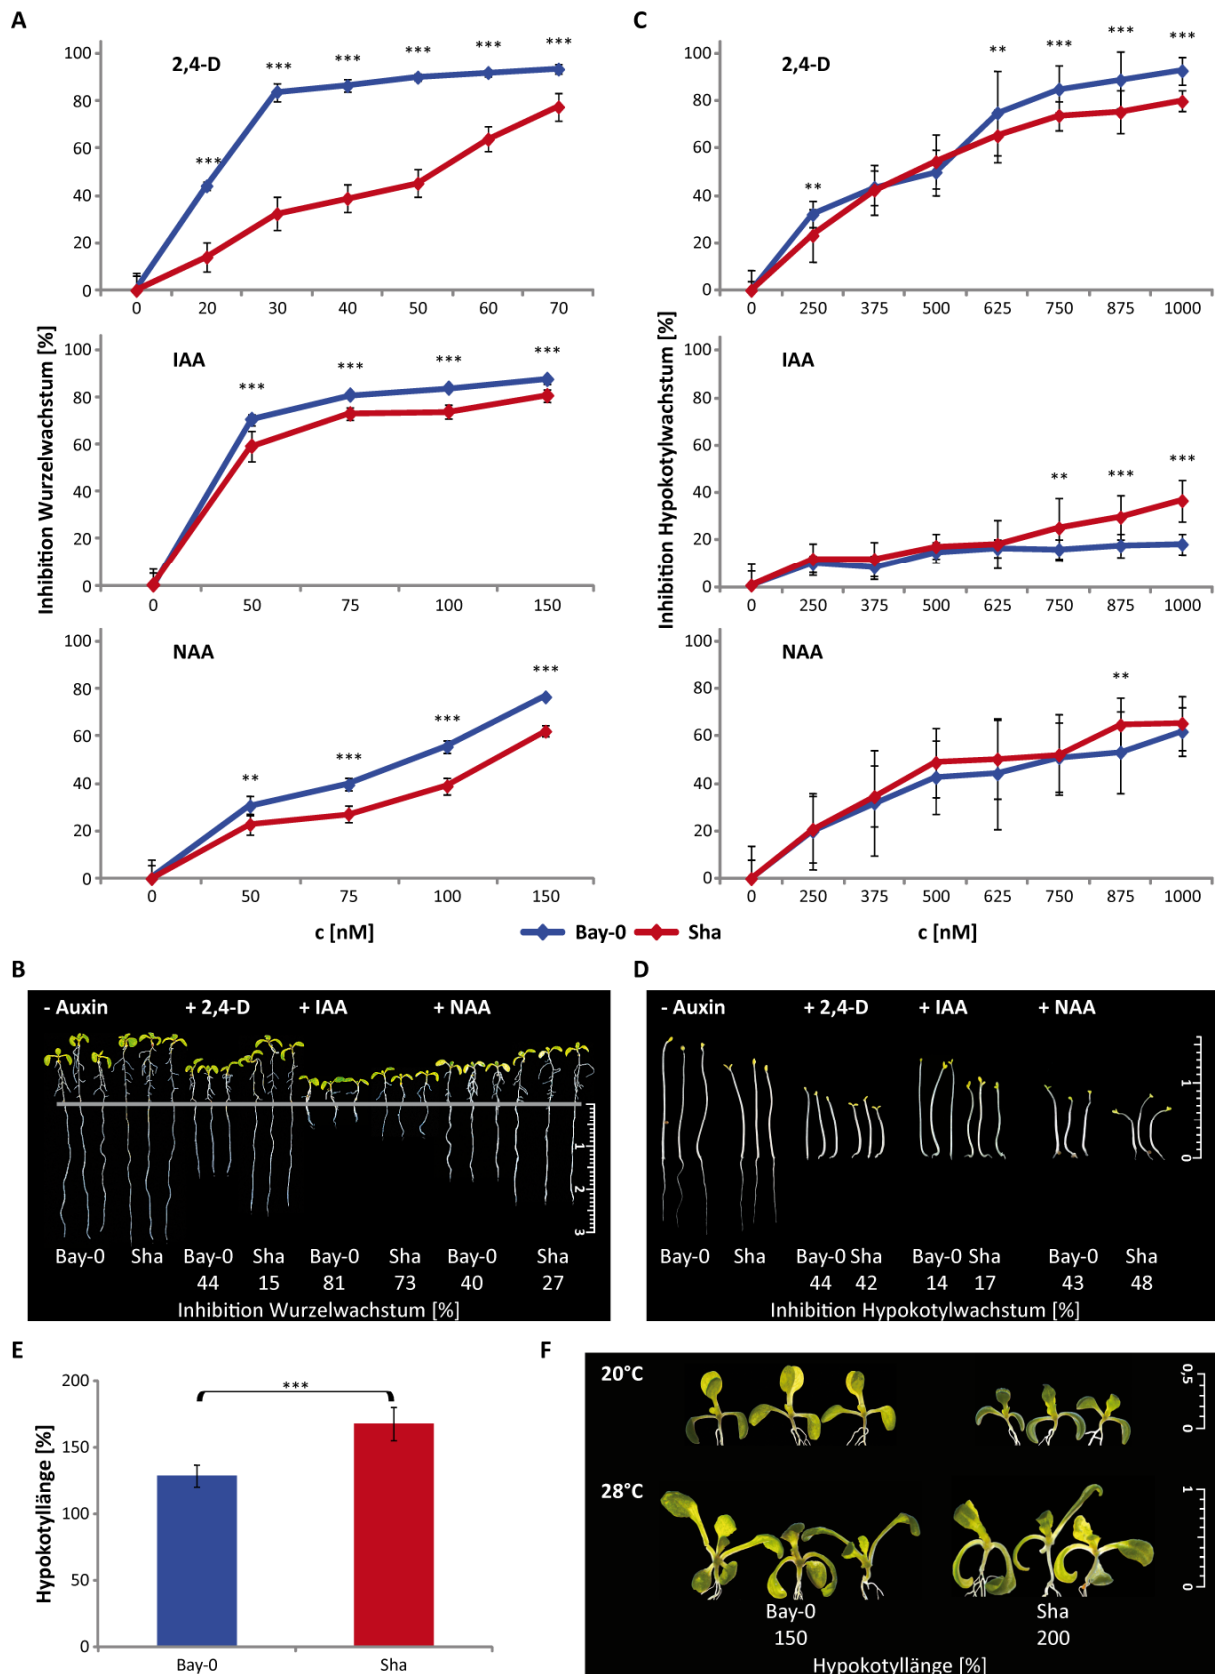 A
2,4-D
100
80
60
40
20
0
***
***
***
***
***
***
0 20 30 40 50 60 70
IAA
100
80
60
40
20
0
***
***
***
***
0 50 75 100 150
NAA
100
80
60
40
20
0
**
***
***
***
0 50 75 100 150
Inhibition Wurzelwachstum [%]
c [nM]
C
2,4-D
100
80
60
40
20
0
**
**
***
***
***
0 250 375 500 625 750 875 1000
IAA
100
80
60
40
20
0
**
***
***
0 250 375 500 625 750 875 1000
NAA
100
80
60
40
20
0
**
0 250 375 500 625 750 875 1000
Inhibition Hypokotylwachstum [%]
c [nM]
Bay-0 Sha
B
- Auxin + 2,4-D + IAA + NAA
1
2
3
Bay-0 Sha Bay-0 Sha Bay-0 Sha Bay-0 Sha
44 15 81 73 40 27
Inhibition Wurzelwachstum [%]
D
- Auxin + 2,4-D + IAA + NAA
1
0
Bay-0 Sha Bay-0 Sha Bay-0 Sha Bay-0 Sha
44 42 14 17 43 48
Inhibition Hypokotylwachstum [%]
E
200
150
100
50
0
***
Hypokotyllänge [%]
Bay-0 Sha
F
20°C
0,5
0
28°C
1
0
Bay-0 Sha
150 200
Hypokotyllänge [%]